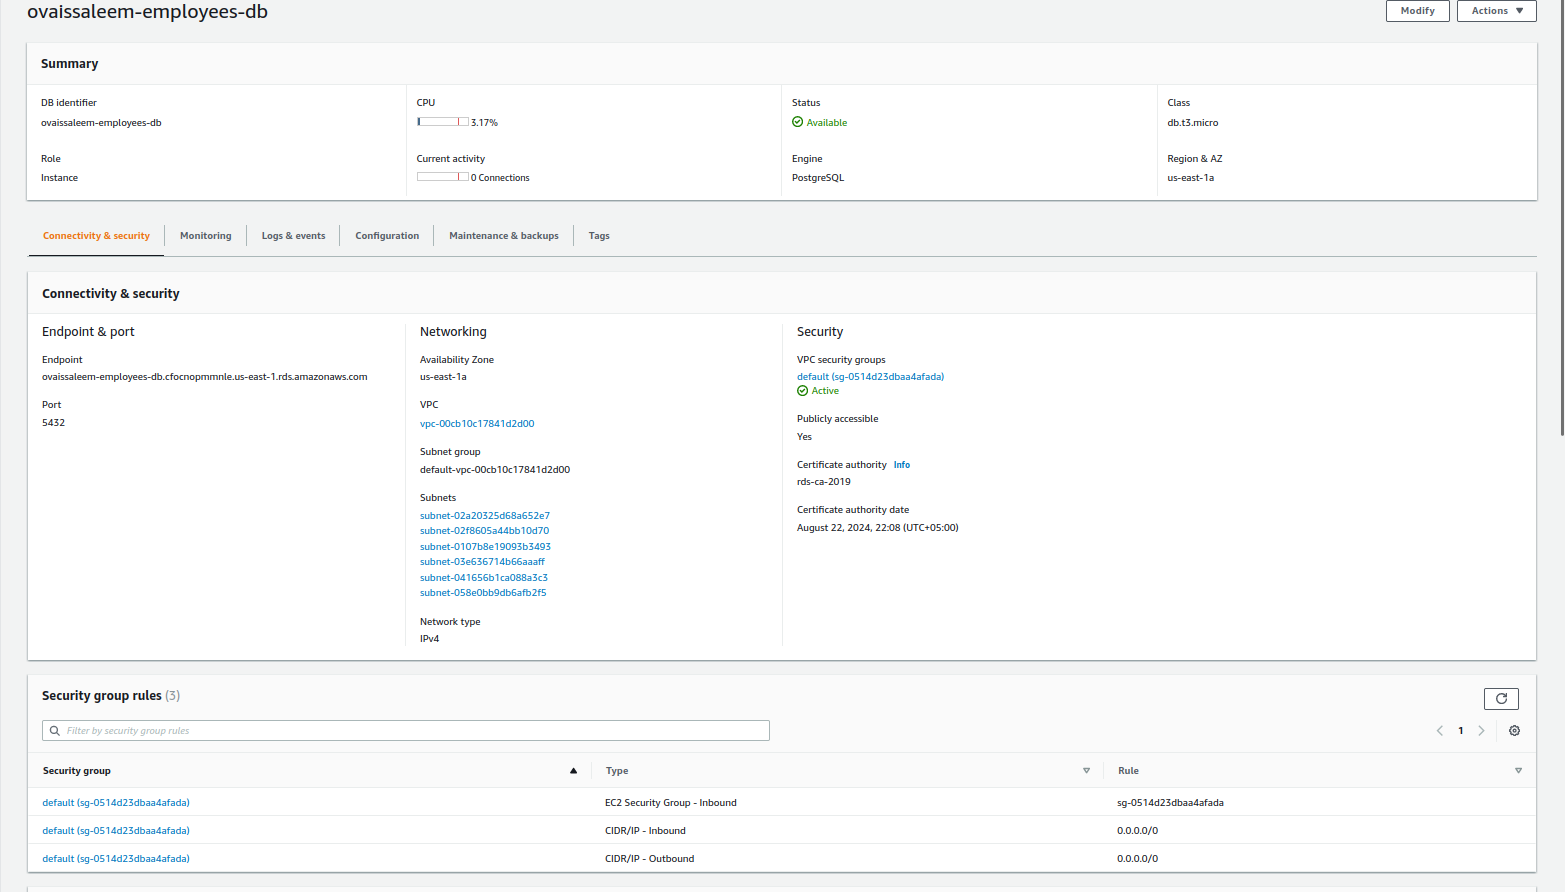 ovaissaleem-employees-db
Modify
Actions
Summary
DB identifier
ovaissaleem-employees-db
CPU
3.17%
Status
Available
Class
db.t3.micro
Role
Instance
Current activity
0 Connections
Engine
PostgreSQL
Region & AZ
us-east-1a
Connectivity & security
Monitoring
Logs & events
Configuration
Maintenance & backups
Tags
Connectivity & security
Endpoint & port
Endpoint
ovaissaleem-employees-db.cfocnopmmnle.us-east-1.rds.amazonaws.com
Port
5432
Networking
Availability Zone
us-east-1a
VPC
vpc-00cb10c17841d2d00
Subnet group
default-vpc-00cb10c17841d2d00
Subnets
subnet-02a20325d68a652e7
subnet-02f8605a44bb10d70
subnet-0107b8e19093b3493
subnet-03e636714b66aaaff
subnet-041656b1ca088a3c3
subnet-058e0bb9db6afb2f5
Network type
IPv4
Security
VPC security groups
default (sg-0514d23dbaa4afada)
Active
Publicly accessible
Yes
Certificate authority Info
rds-ca-2019
Certificate authority date
August 22, 2024, 22:08 (UTC+05:00)
Security group rules (3)
Filter by security group rules
1
Security group
Type
Rule
default (sg-0514d23dbaa4afada)
EC2 Security Group - Inbound
sg-0514d23dbaa4afada
default (sg-0514d23dbaa4afada)
CIDR/IP - Inbound
0.0.0.0/0
default (sg-0514d23dbaa4afada)
CIDR/IP - Outbound
0.0.0.0/0